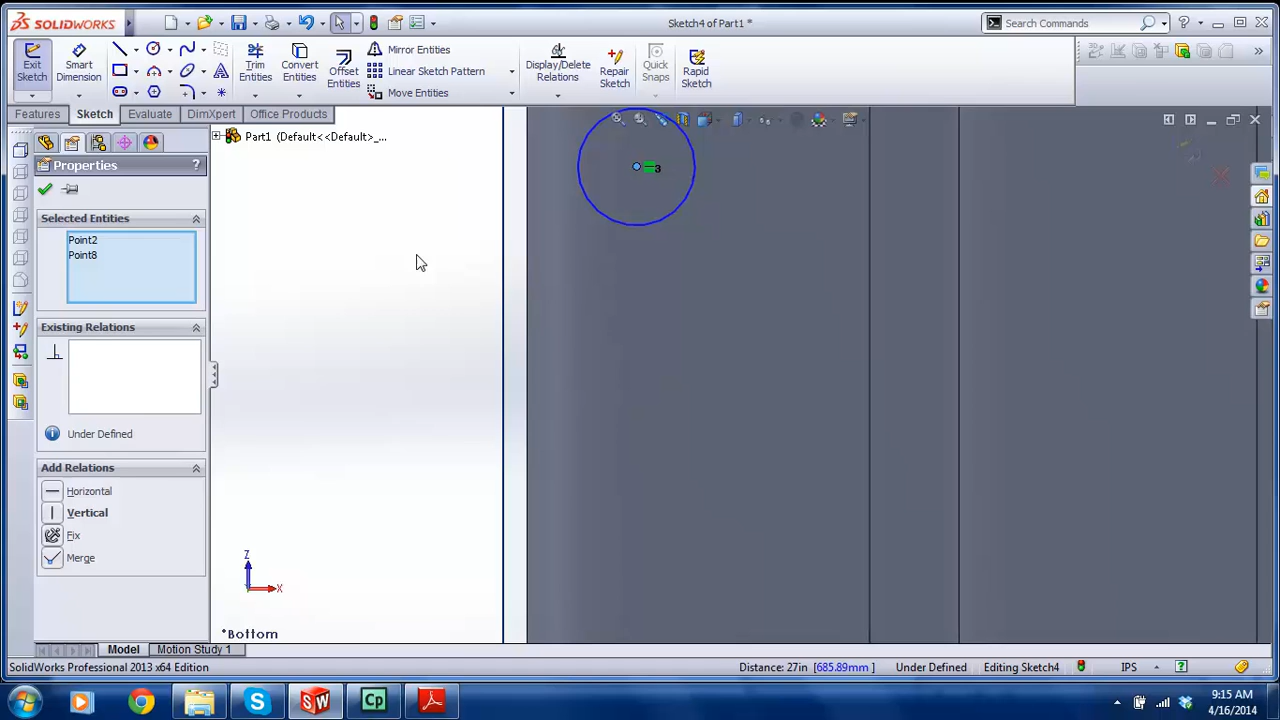 SOLIDWORKS
Sketch4 of Part1 *
Search Commands
Exit Sketch
Smart Dimension
Trim Entities
Convert Entities
Offset Entities
Mirror Entities
Linear Sketch Pattern
Move Entities
Display/Delete Relations
Repair Sketch
Quick Snaps
Rapid Sketch
Features
Sketch
Evaluate
DimXpert
Office Products
Part1 (Default<<Default>_...
Properties
?
Selected Entities
Point2
Point8
3
Existing Relations
Under Defined
Add Relations
Horizontal
Vertical
Fix
Merge
Z
X
*Bottom
Model
Motion Study 1
SolidWorks Professional 2013 x64 Edition
Distance: 27in [685.89mm ]
Under Defined
Editing Sketch4
IPS
?
SW
Cp
9:15 AM
4/16/2014